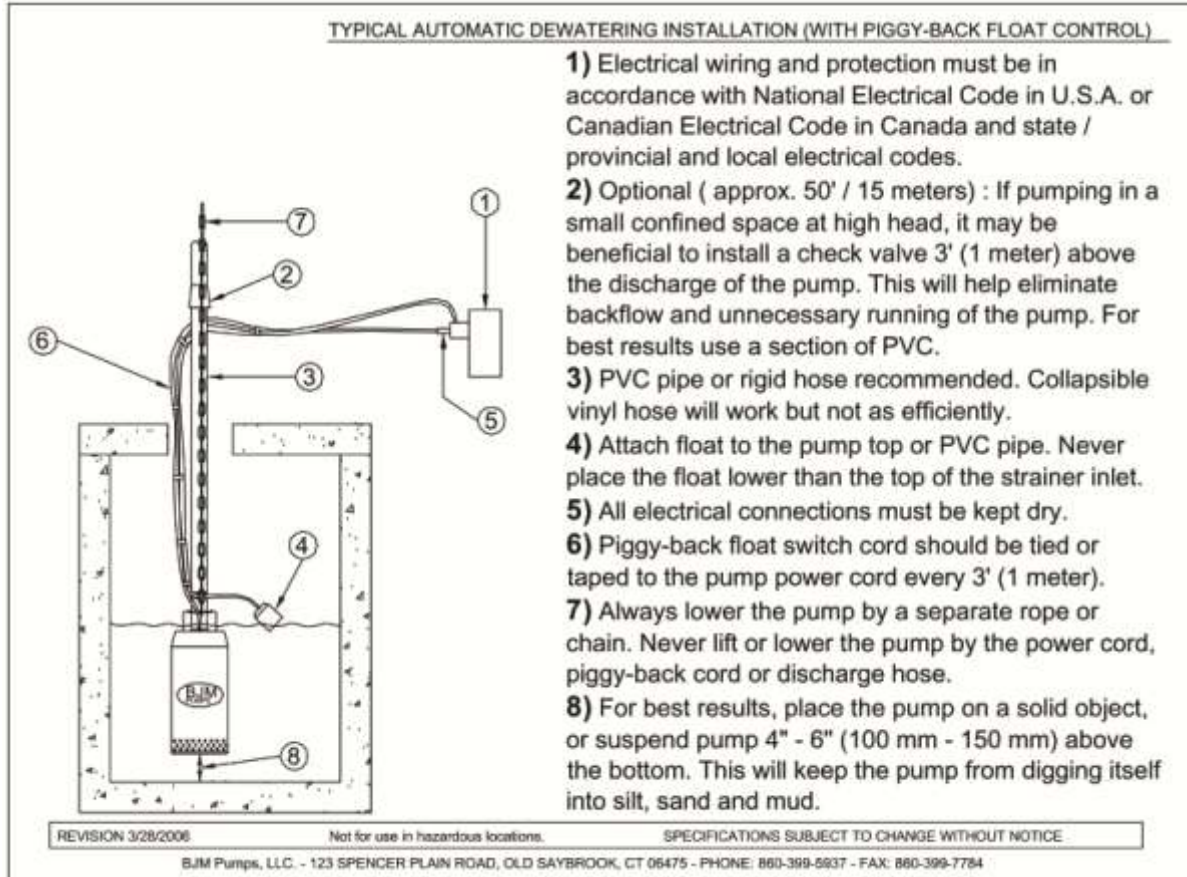 TYPICAL AUTOMATIC DEWATERING INSTALLATION (WITH PIGGY-BACK FLOAT CONTROL)
1) Electrical wiring and protection must be in
accordance with National Electrical Code in U.S.A. or
Canadian Electrical Code in Canada and state /
provincial and local electrical codes.
2) Optional ( approx. 50' / 15 meters) : If pumping in a
small confined space at high head, it may be
beneficial to install a check valve 3' (1 meter) above
the discharge of the pump. This will help eliminate
backflow and unnecessary running of the pump. For
best results use a section of PVC.
3) PVC pipe or rigid hose recommended. Collapsible
vinyl hose will work but not as efficiently.
4) Attach float to the pump top or PVC pipe. Never
place the float lower than the top of the strainer inlet.
5) All electrical connections must be kept dry.
6) Piggy-back float switch cord should be tied or
taped to the pump power cord every 3' (1 meter).
7) Always lower the pump by a separate rope or
chain. Never lift or lower the pump by the power cord,
piggy-back cord or discharge hose.
8) For best results, place the pump on a solid object,
or suspend pump 4" - 6" (100 mm - 150 mm) above
the bottom. This will keep the pump from digging itself
into silt, sand and mud.
1
7
2
6
3
5
4
BJM
8
REVISION 3/28/2006
Not for use in hazardous locations.
SPECIFICATIONS SUBJECT TO CHANGE WITHOUT NOTICE
BJM Pumps, LLC. - 123 SPENCER PLAIN ROAD, OLD SAYBROOK, CT 06475 - PHONE: 860-399-5937 - FAX: 860-399-7784